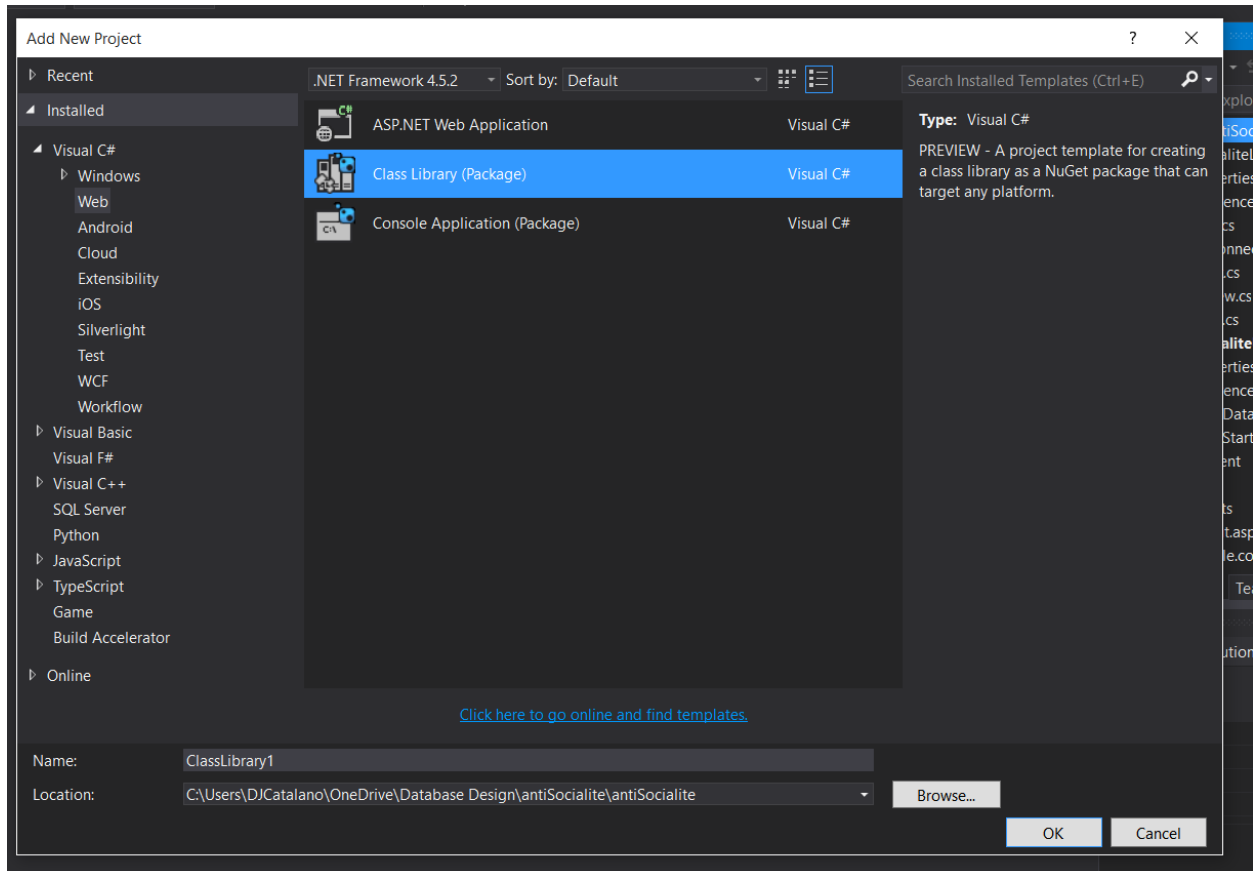 Add New Project
?
Recent
Installed
Visual C#
Windows
Web
Android
Cloud
Extensibility
iOS
Silverlight
Test
WCF
Workflow
Visual Basic
Visual F#
Visual C++
SQL Server
Python
JavaScript
TypeScript
Game
Build Accelerator
Online
.NET Framework 4.5.2
Sort by: Default
ASP.NET Web Application Visual C#
Class Library (Package) Visual C#
Console Application (Package) Visual C#
Click here to go online and find templates.
Search Installed Templates (Ctrl+E)
Type: Visual C#
PREVIEW - A project template for creating
a class library as a NuGet package that can
target any platform.
Name: ClassLibrary1
Location: C:\Users\DJCatalano\OneDrive\Database Design\antiSocialite\antiSocialite
Browse...
OK Cancel